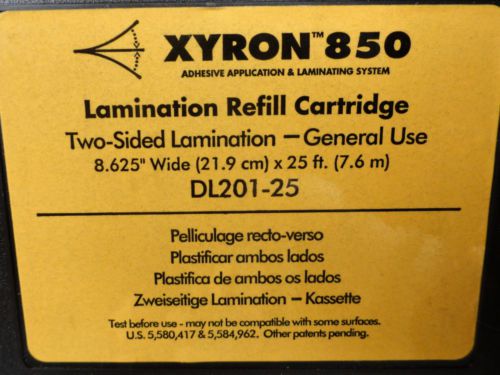 XYRON™ 850
ADHESIVE APPLICATION & LAMINATING SYSTEM
Lamination Refill Cartridge
Two-Sided Lamination – General Use
8.625" Wide (21.9 cm) x 25 ft. (7.6 m)
DL201-25
Pelliculage recto-verso
Plastificar ambos lados
Plastifica de ambos os lados
Zweiseitige Lamination – Kassette
Test before use - may not be compatible with some surfaces.
U.S. 5,580,417 & 5,584,962. Other patents pending.